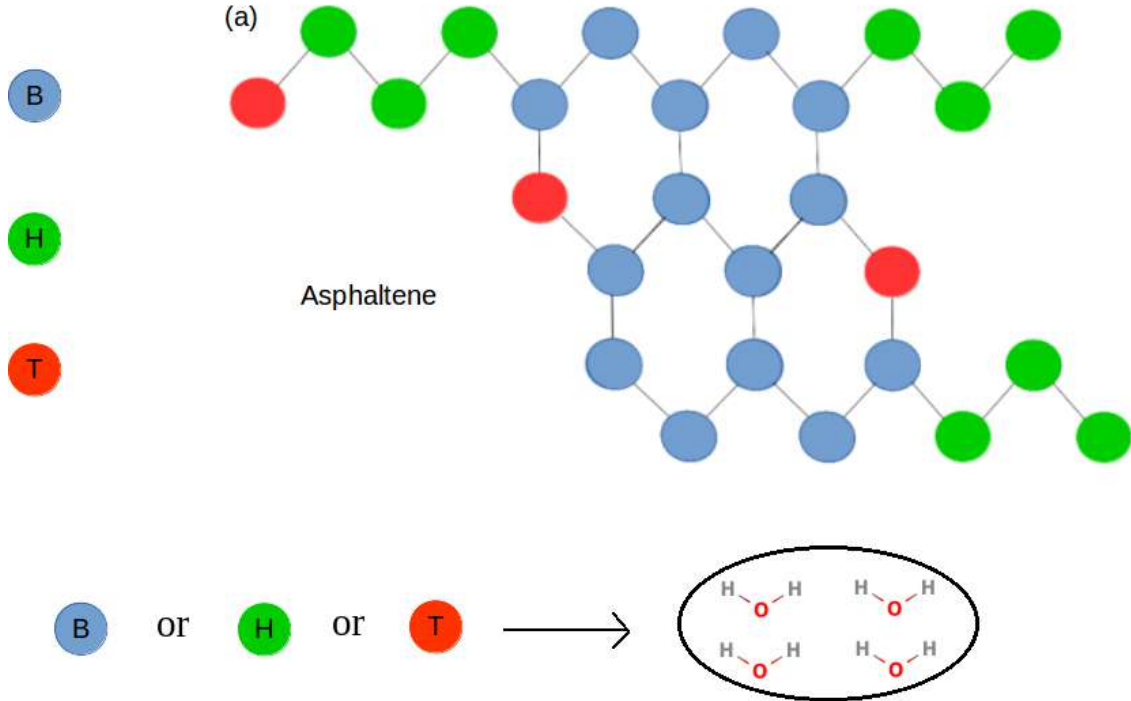 (a)
B
H
Asphaltene
T
B or H or T
H H H H
O O
H H H H
O O